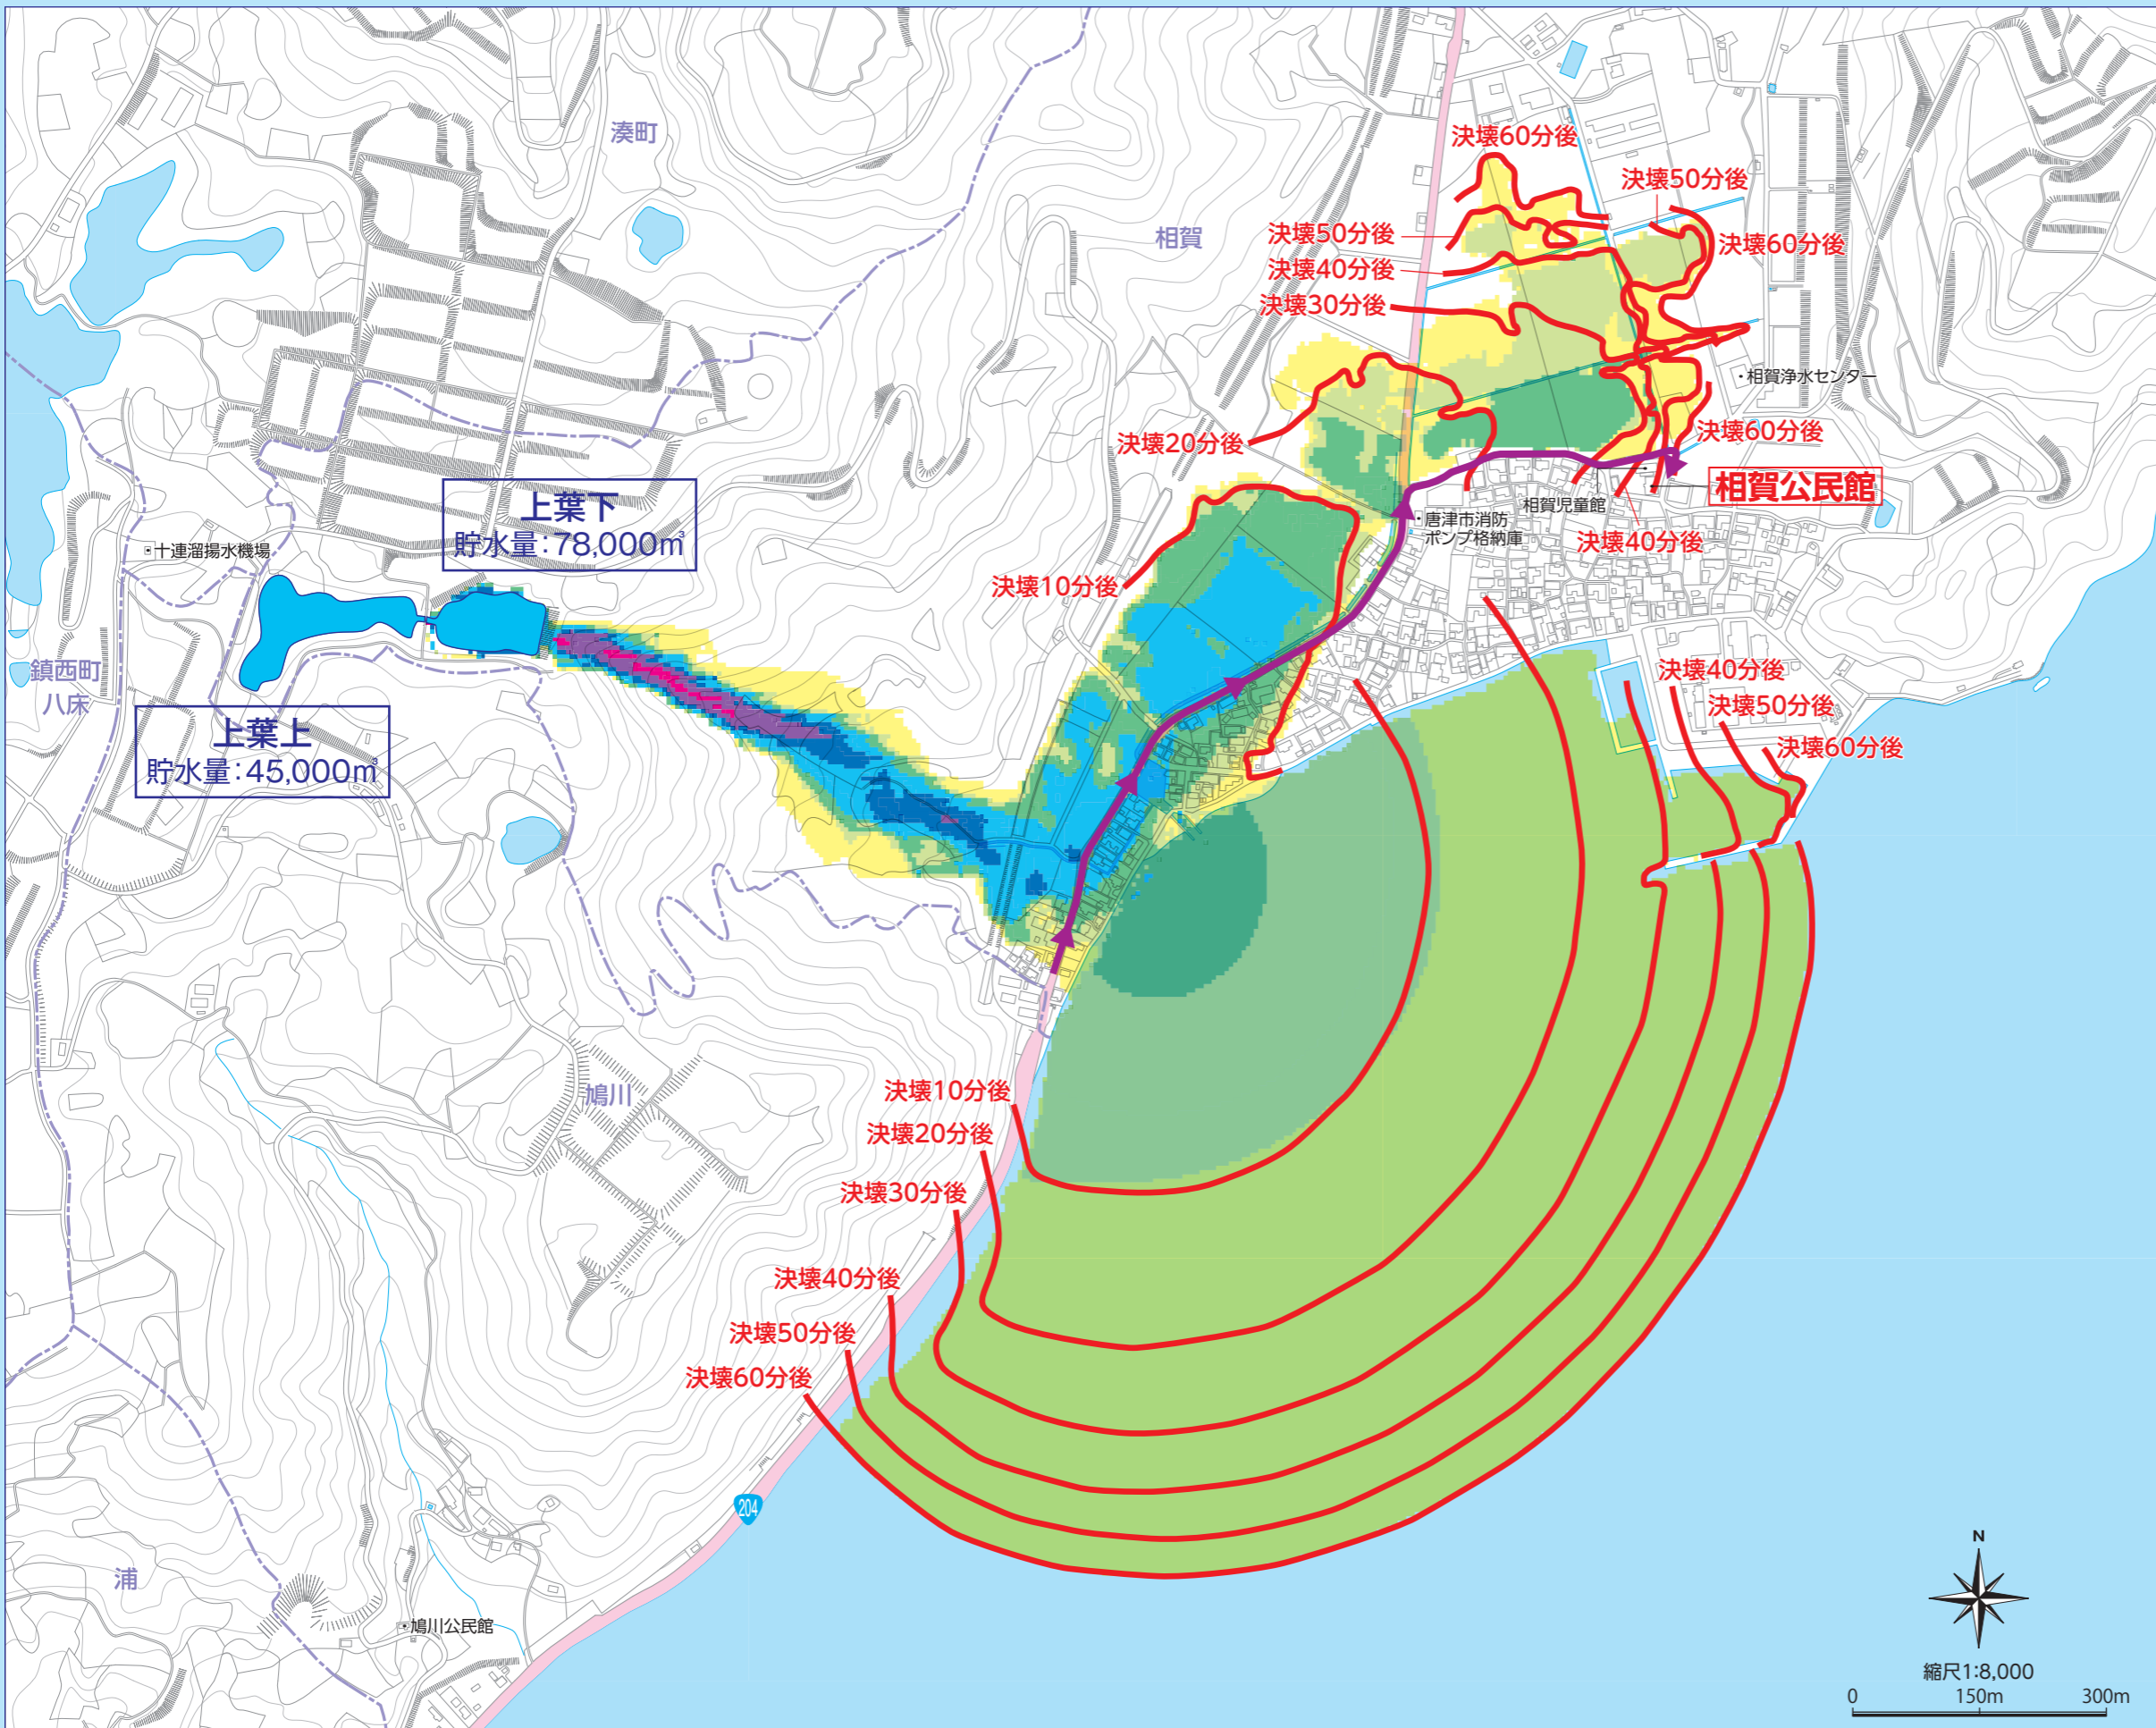 湊町
決壊60分後
決壊50分後
相賀
決壊50分後
決壊60分後
決壊40分後
決壊30分後
・相賀浄水センター
決壊20分後
決壊60分後
相賀公民館
上葉下
貯水量：78,000㎥
相賀児童館
・唐津市消防
ポンプ格納庫
決壊40分後
十連溜揚水機場
決壊10分後
鎮西町
八床
決壊40分後
決壊50分後
上葉上
貯水量：45,000㎥
決壊60分後
鳩川
決壊10分後
決壊20分後
決壊30分後
決壊40分後
決壊50分後
決壊60分後
204
N
浦
鳩川公民館
縮尺1:8,000
0 150m 300m